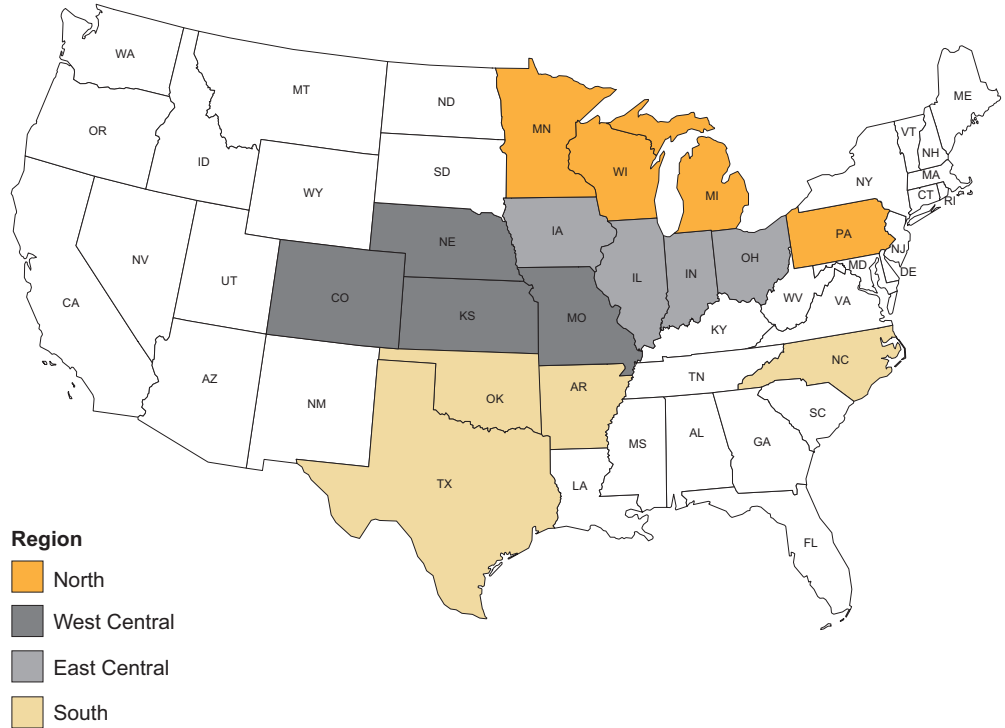 WA
MT
ND
ME
OR
MN
VT
ID
NH
SD
WI
MA
WY
NY
CT
RI
MI
NE
IA
PA
NV
OH
NJ
UT
IL
IN
MD
DE
CO
CA
KS
MO
WV
VA
KY
NC
AZ
TN
NM
OK
AR
SC
MS
AL
GA
TX
LA
FL
Region
North
West Central
East Central
South